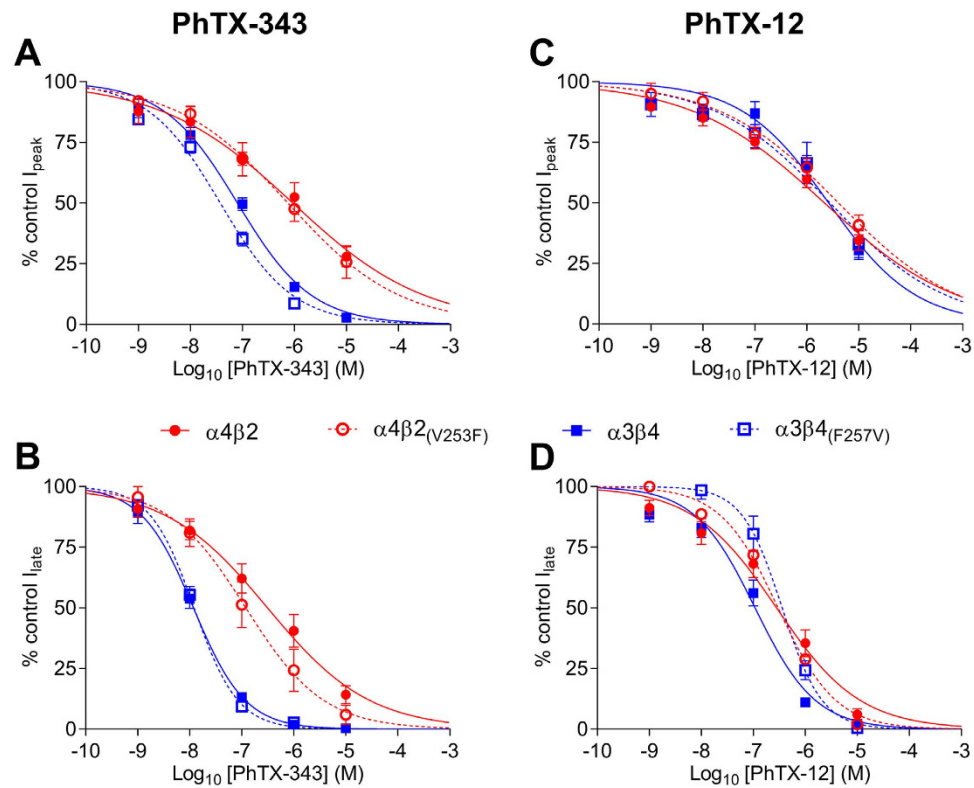 PhTX-343
PhTX-12
A
C
% control Ipeak
100
75
50
25
0
-10 -9 -8 -7 -6 -5 -4 -3
Log10 [PhTX-343] (M)
% control Ipeak
100
75
50
25
0
-10 -9 -8 -7 -6 -5 -4 -3
Log10 [PhTX-12] (M)
α4β2 α4β2(V253F) α3β4 α3β4(F257V)
B
D
% control Ilate
100
75
50
25
0
-10 -9 -8 -7 -6 -5 -4 -3
Log10 [PhTX-343] (M)
% control Ilate
100
75
50
25
0
-10 -9 -8 -7 -6 -5 -4 -3
Log10 [PhTX-12] (M)